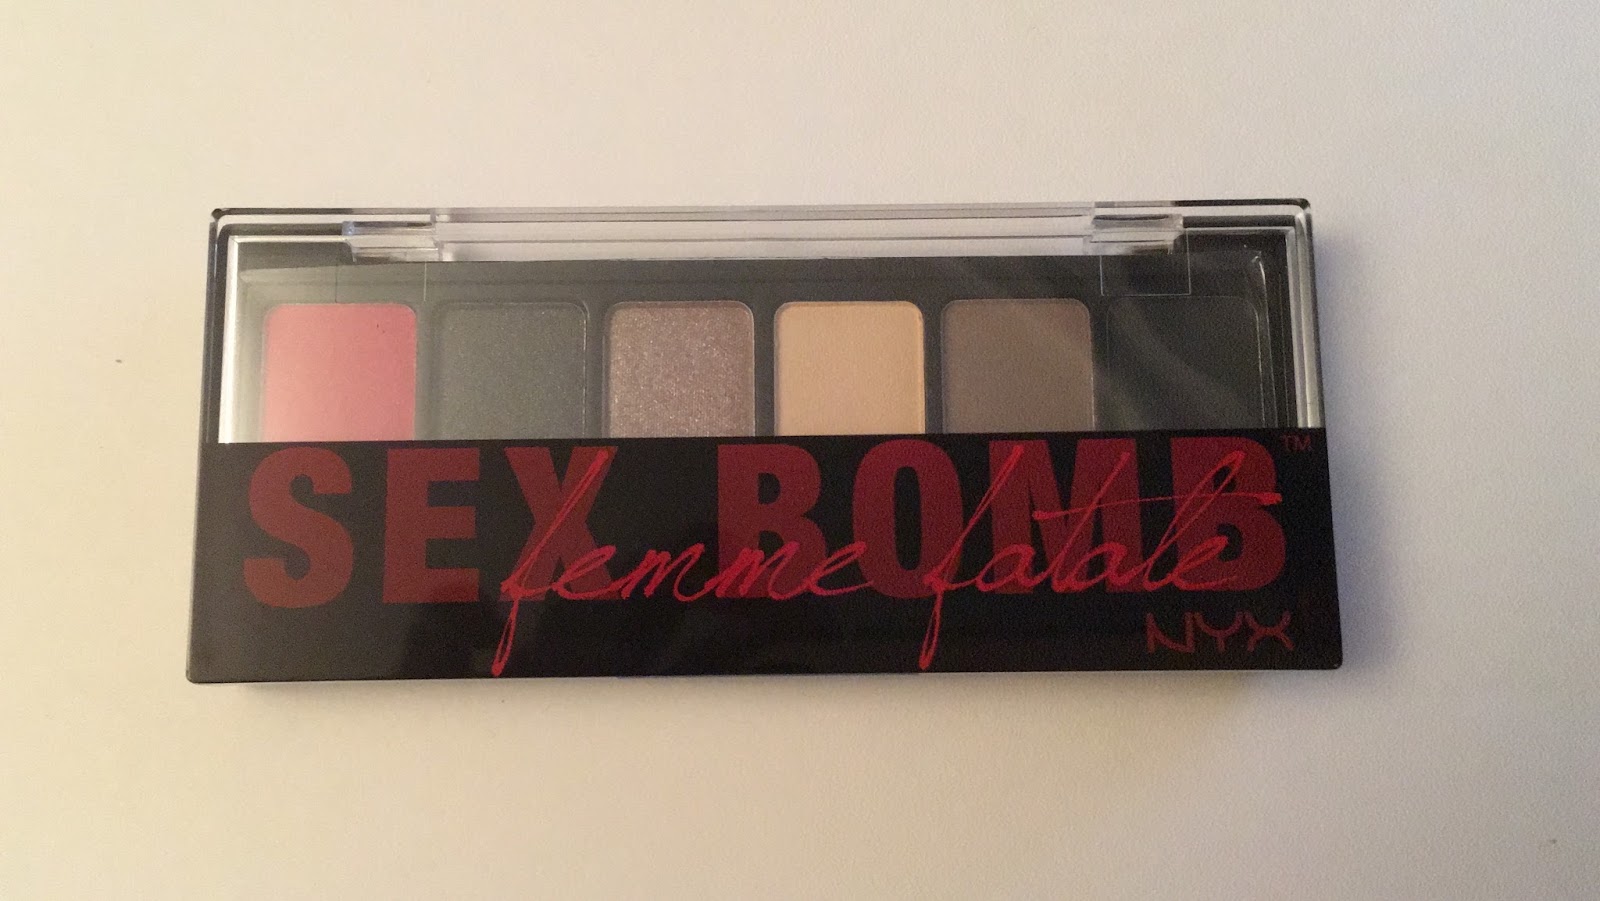 SEX BOMB™
femme fatale
NYX